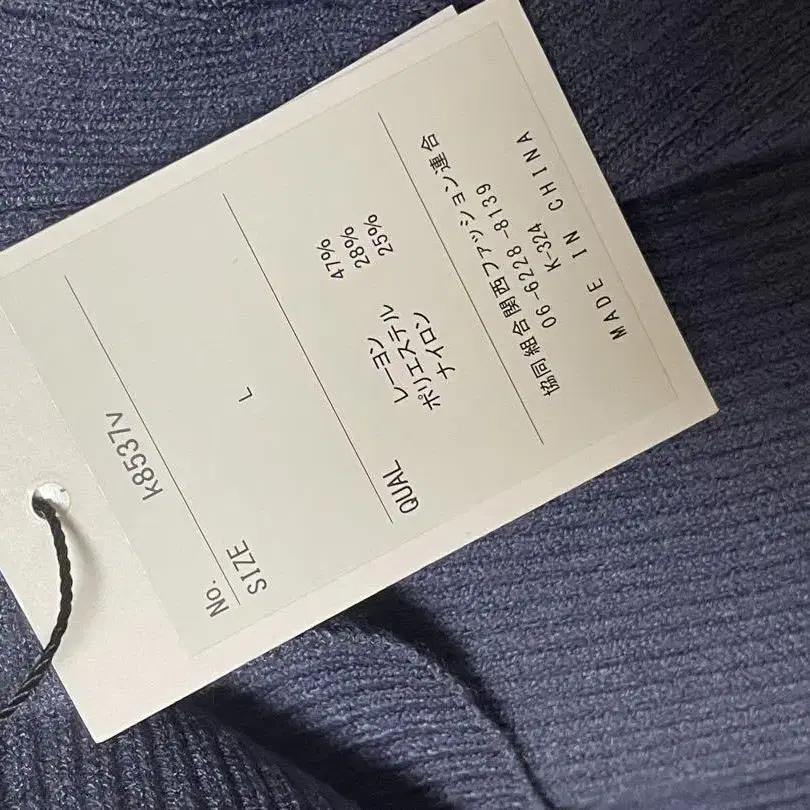 No. k8537v
SIZE L
QUAL レーヨン 47%
ポリエステル 28%
ナイロン 25%
協同組合関西ファッション連合
06-6228-8139
K-324
MADE IN CHINA